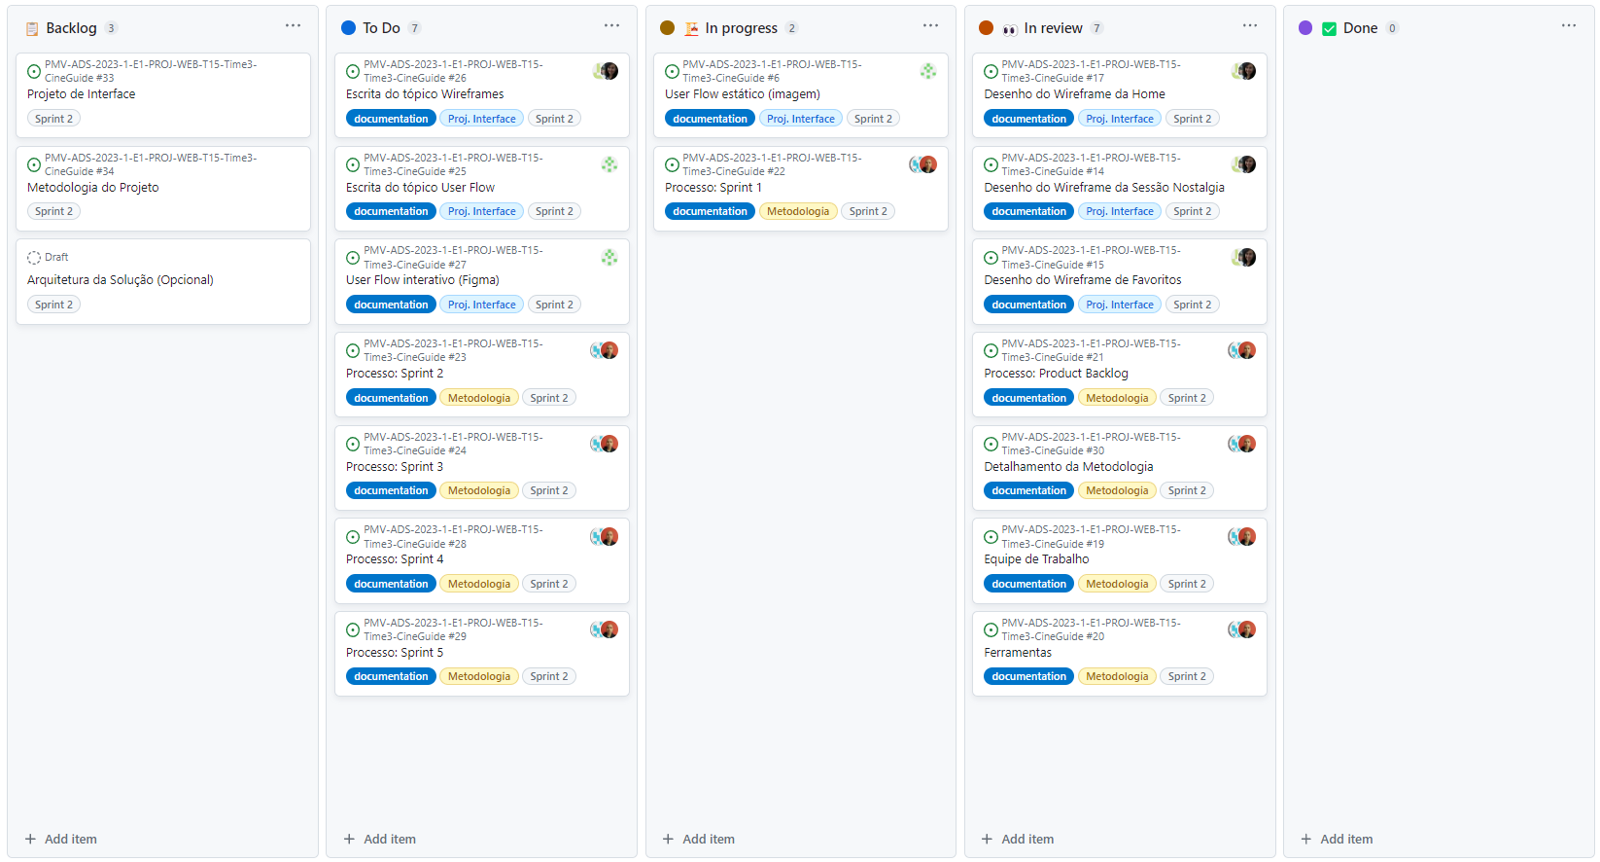 Backlog 3
PMV-ADS-2023-1-E1-PROJ-WEB-T15-Time3-
CineGuide #33
Projeto de Interface
Sprint 2
PMV-ADS-2023-1-E1-PROJ-WEB-T15-Time3-
CineGuide #34
Metodologia do Projeto
Sprint 2
Draft
Arquitetura da Solução (Opcional)
Sprint 2
+ Add item
To Do 7
PMV-ADS-2023-1-E1-PROJ-WEB-T15-
Time3-CineGuide #26
Escrita do tópico Wireframes
documentation Proj. Interface Sprint 2
PMV-ADS-2023-1-E1-PROJ-WEB-T15-
Time3-CineGuide #25
Escrita do tópico User Flow
documentation Proj. Interface Sprint 2
PMV-ADS-2023-1-E1-PROJ-WEB-T15-
Time3-CineGuide #27
User Flow interativo (Figma)
documentation Proj. Interface Sprint 2
PMV-ADS-2023-1-E1-PROJ-WEB-T15-
Time3-CineGuide #23
Processo: Sprint 2
documentation Metodologia Sprint 2
PMV-ADS-2023-1-E1-PROJ-WEB-T15-
Time3-CineGuide #24
Processo: Sprint 3
documentation Metodologia Sprint 2
PMV-ADS-2023-1-E1-PROJ-WEB-T15-
Time3-CineGuide #28
Processo: Sprint 4
documentation Metodologia Sprint 2
PMV-ADS-2023-1-E1-PROJ-WEB-T15-
Time3-CineGuide #29
Processo: Sprint 5
documentation Metodologia Sprint 2
+ Add item
In progress 2
PMV-ADS-2023-1-E1-PROJ-WEB-T15-
Time3-CineGuide #6
User Flow estático (imagem)
documentation Proj. Interface Sprint 2
PMV-ADS-2023-1-E1-PROJ-WEB-T15-
Time3-CineGuide #22
Processo: Sprint 1
documentation Metodologia Sprint 2
+ Add item
In review 7
PMV-ADS-2023-1-E1-PROJ-WEB-T15-
Time3-CineGuide #17
Desenho do Wireframe da Home
documentation Proj. Interface Sprint 2
PMV-ADS-2023-1-E1-PROJ-WEB-T15-
Time3-CineGuide #14
Desenho do Wireframe da Sessão Nostalgia
documentation Proj. Interface Sprint 2
PMV-ADS-2023-1-E1-PROJ-WEB-T15-
Time3-CineGuide #15
Desenho do Wireframe de Favoritos
documentation Proj. Interface Sprint 2
PMV-ADS-2023-1-E1-PROJ-WEB-T15-
Time3-CineGuide #21
Processo: Product Backlog
documentation Metodologia Sprint 2
PMV-ADS-2023-1-E1-PROJ-WEB-T15-
Time3-CineGuide #30
Detalhamento da Metodologia
documentation Metodologia Sprint 2
PMV-ADS-2023-1-E1-PROJ-WEB-T15-
Time3-CineGuide #19
Equipe de Trabalho
documentation Metodologia Sprint 2
PMV-ADS-2023-1-E1-PROJ-WEB-T15-
Time3-CineGuide #20
Ferramentas
documentation Metodologia Sprint 2
+ Add item
Done 0
+ Add item